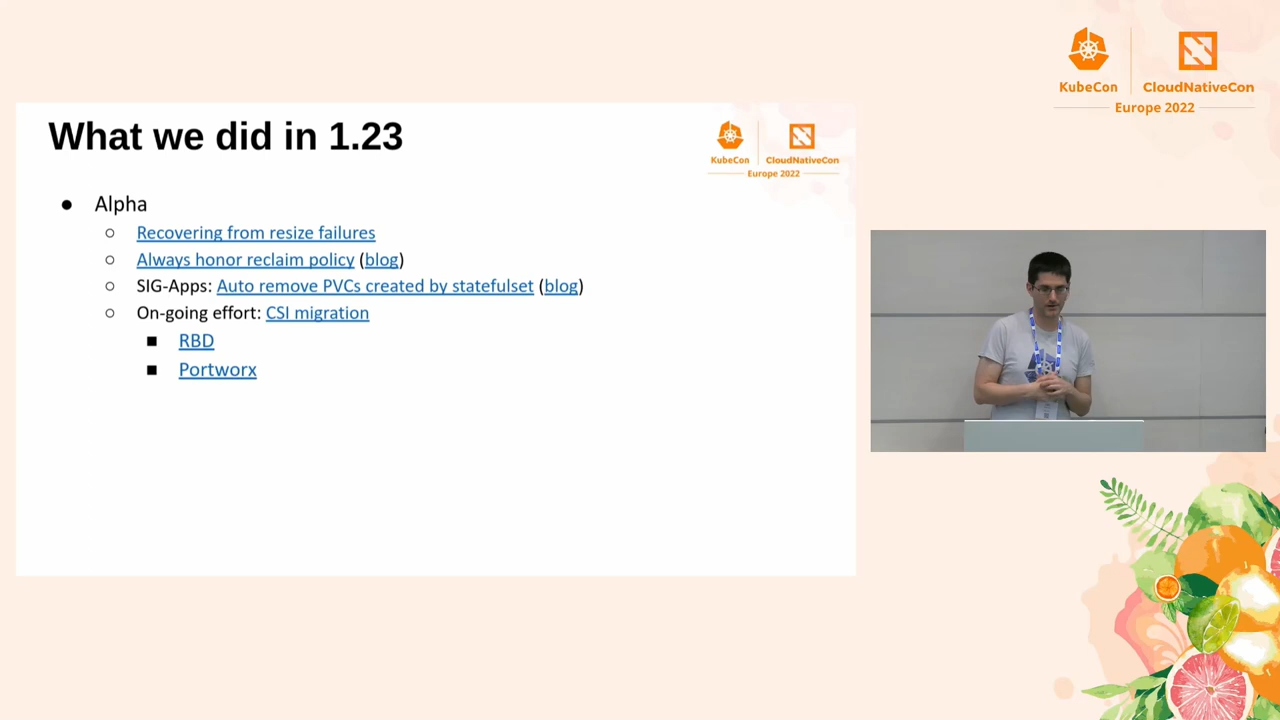 KubeCon
CloudNativeCon
Europe 2022
What we did in 1.23
KubeCon
CloudNativeCon
Europe 2022
● Alpha
○ Recovering from resize failures
○ Always honor reclaim policy (blog)
○ SIG-Apps: Auto remove PVCs created by statefulset (blog)
○ On-going effort: CSI migration
■ RBD
■ Portworx